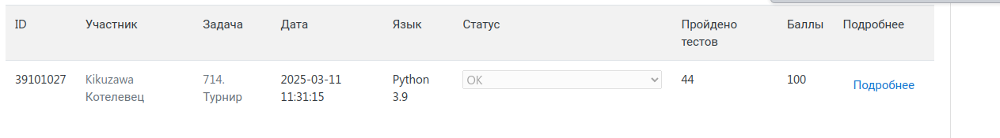 ID Участник Задача Дата Язык Статус Пройдено тестов Баллы Подробнее
39101027 Kikuzawa Котелевец 714. Турнир 2025-03-11 11:31:15 Python 3.9 OK 44 100 Подробнее